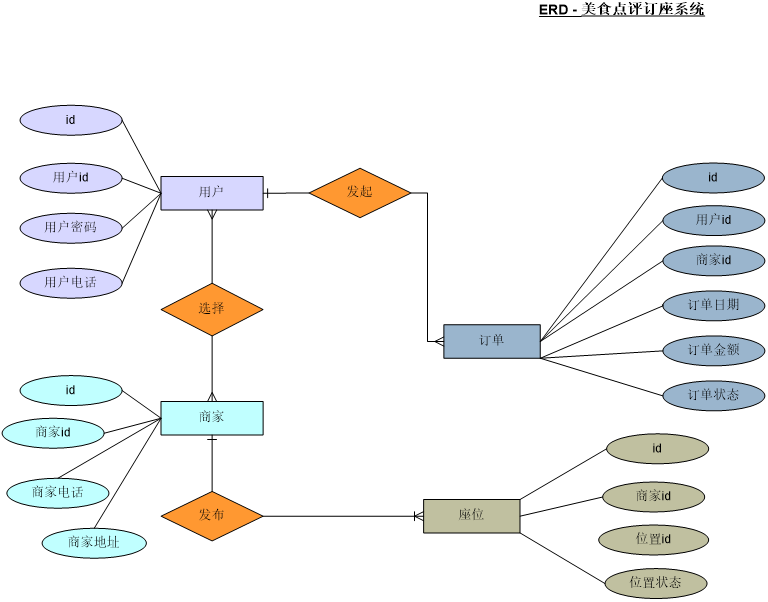 ERD - 美食点评订座系统
id
用户id
用户密码
用户电话
用户
发起
id
用户id
商家id
订单日期
订单金额
订单状态
订单
选择
id
商家id
商家电话
商家地址
商家
发布
座位
id
商家id
位置id
位置状态